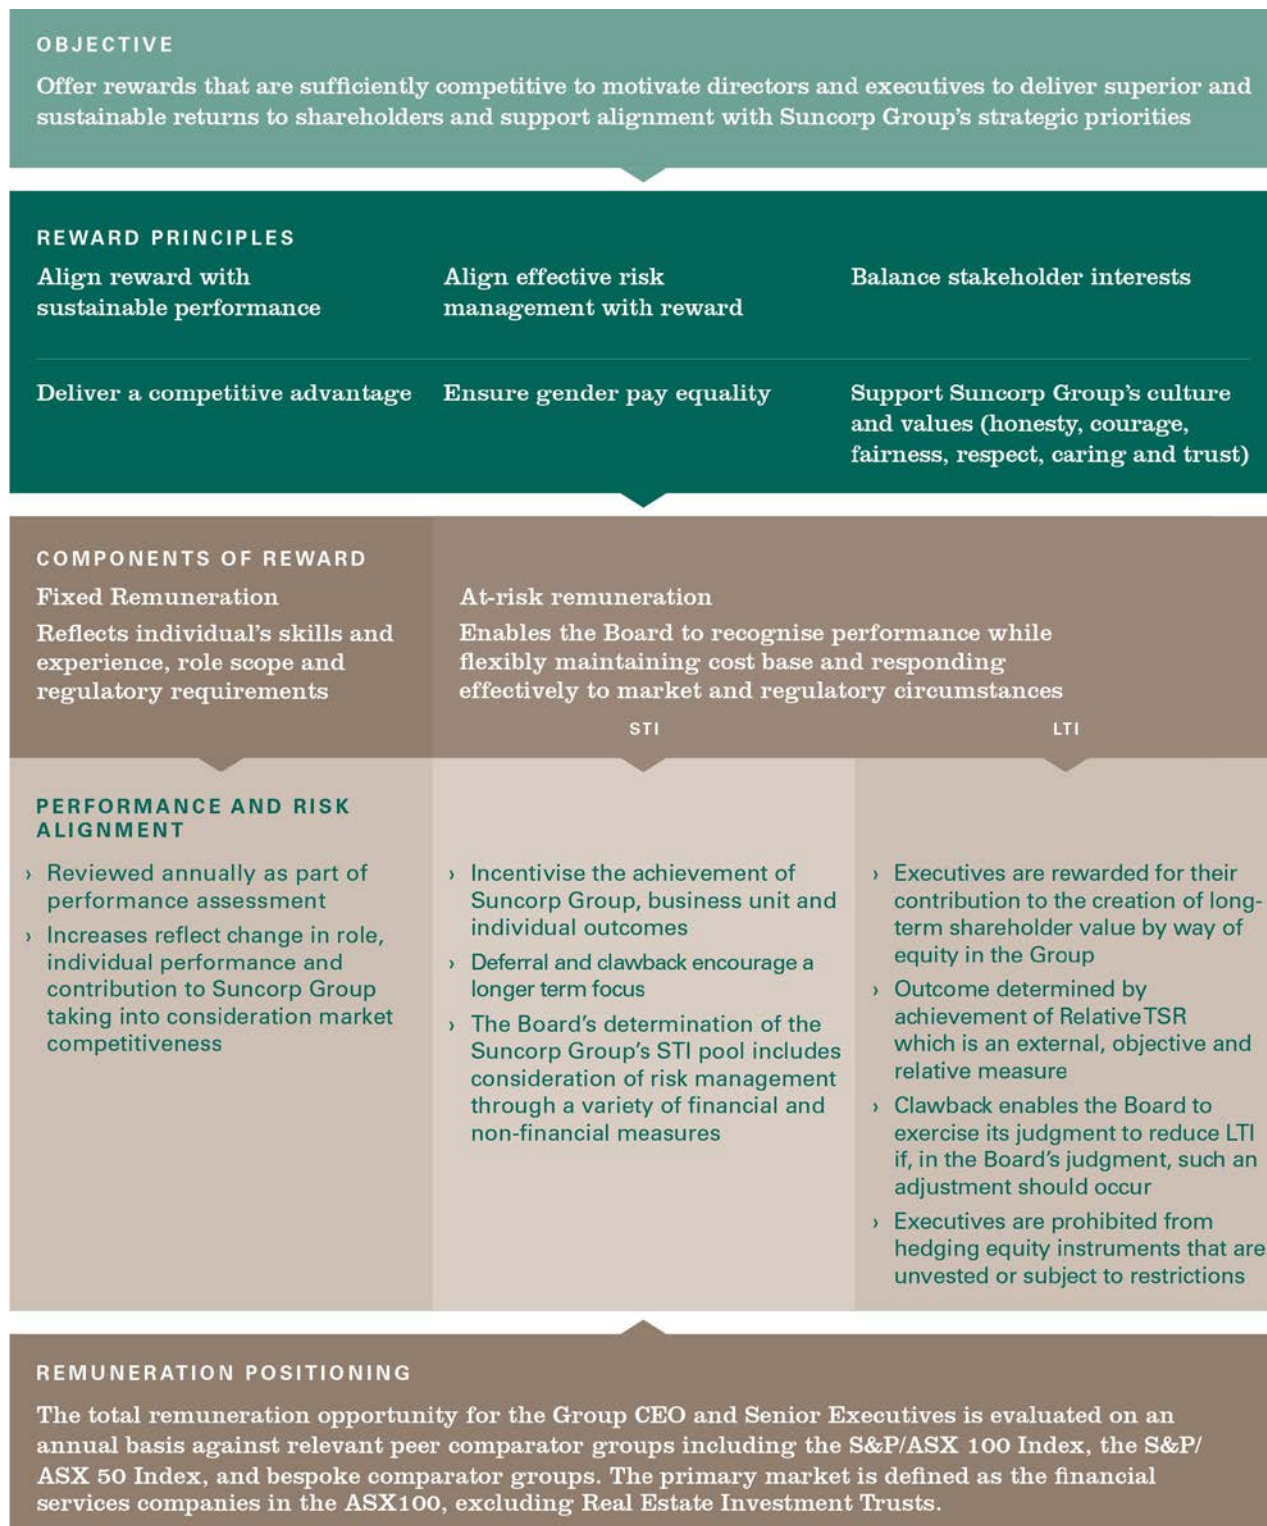 OBJECTIVE
Offer rewards that are sufficiently competitive to motivate directors and executives to deliver superior and
sustainable returns to shareholders and support alignment with Suncorp Group's strategic priorities
REWARD PRINCIPLES
Align reward with
sustainable performance
Align effective risk
management with reward
Balance stakeholder interests
Deliver a competitive advantage
Ensure gender pay equality
Support Suncorp Group's culture
and values (honesty, courage,
fairness, respect, caring and trust)
COMPONENTS OF REWARD
Fixed Remuneration
Reflects individual's skills and
experience, role scope and
regulatory requirements
At-risk remuneration
Enables the Board to recognise performance while
flexibly maintaining cost base and responding
effectively to market and regulatory circumstances
STI
LTI
PERFORMANCE AND RISK
ALIGNMENT
› Reviewed annually as part of
performance assessment
› Increases reflect change in role,
individual performance and
contribution to Suncorp Group
taking into consideration market
competitiveness
› Incentivise the achievement of
Suncorp Group, business unit and
individual outcomes
› Deferral and clawback encourage a
longer term focus
› The Board's determination of the
Suncorp Group's STI pool includes
consideration of risk management
through a variety of financial and
non-financial measures
› Executives are rewarded for their
contribution to the creation of long-
term shareholder value by way of
equity in the Group
› Outcome determined by
achievement of Relative TSR
which is an external, objective and
relative measure
› Clawback enables the Board to
exercise its judgment to reduce LTI
if, in the Board's judgment, such an
adjustment should occur
› Executives are prohibited from
hedging equity instruments that are
unvested or subject to restrictions
REMUNERATION POSITIONING
The total remuneration opportunity for the Group CEO and Senior Executives is evaluated on an
annual basis against relevant peer comparator groups including the S&P/ASX 100 Index, the S&P/
ASX 50 Index, and bespoke comparator groups. The primary market is defined as the financial
services companies in the ASX100, excluding Real Estate Investment Trusts.